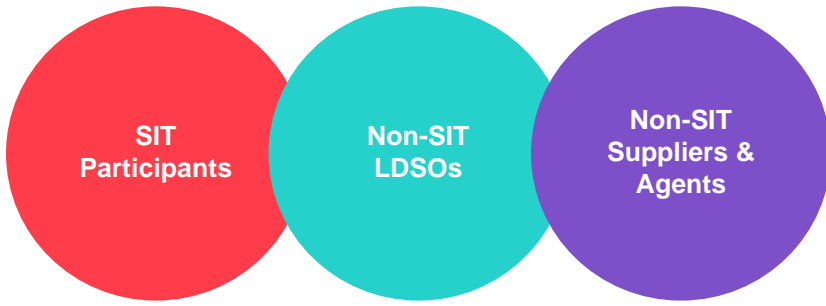 SIT
Participants
Non-SIT
LDSOs
Non-SIT
Suppliers &
Agents